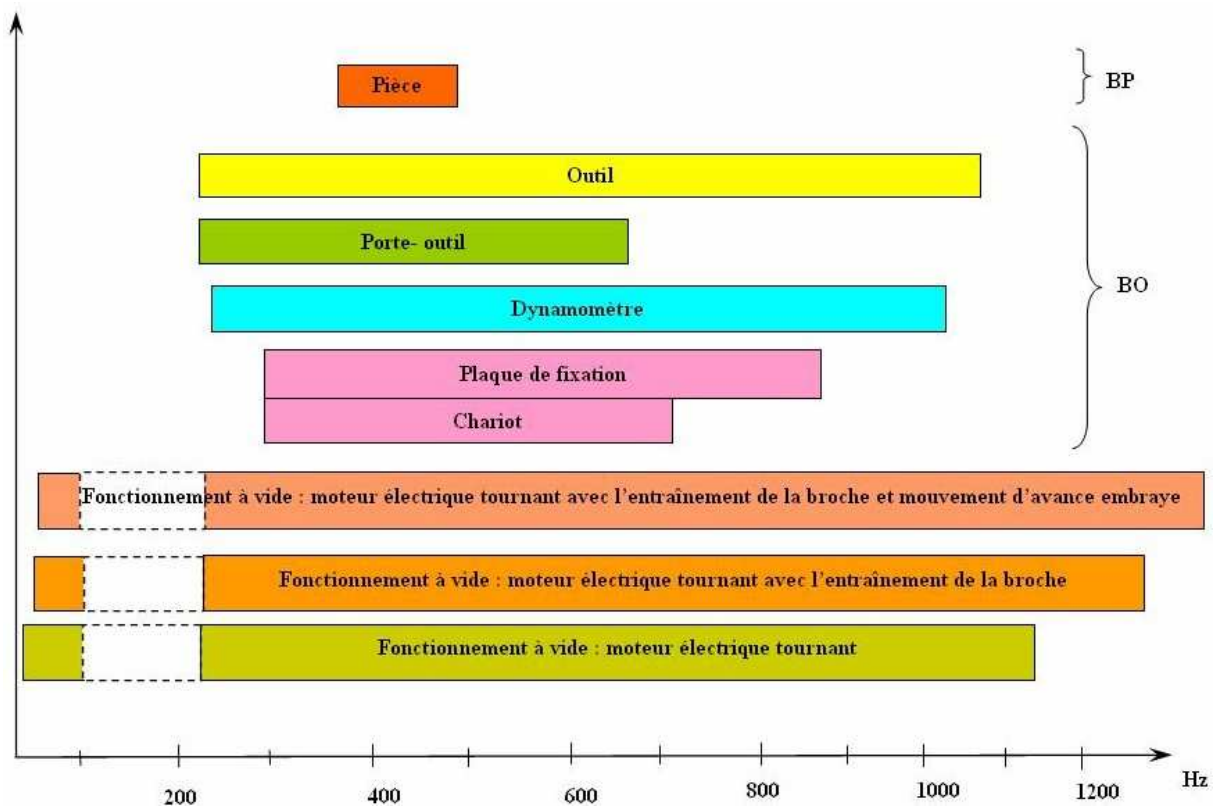 Pièce
BP
Outil
Porte- outil
BO
Dynamomètre
Plaque de fixation
Chariot
Fonctionnement à vide : moteur électrique tournant avec l'entraînement de la broche et mouvement d'avance embraye
Fonctionnement à vide : moteur électrique tournant avec l'entraînement de la broche
Fonctionnement à vide : moteur électrique tournant
200 400 600 800 1000 1200 Hz